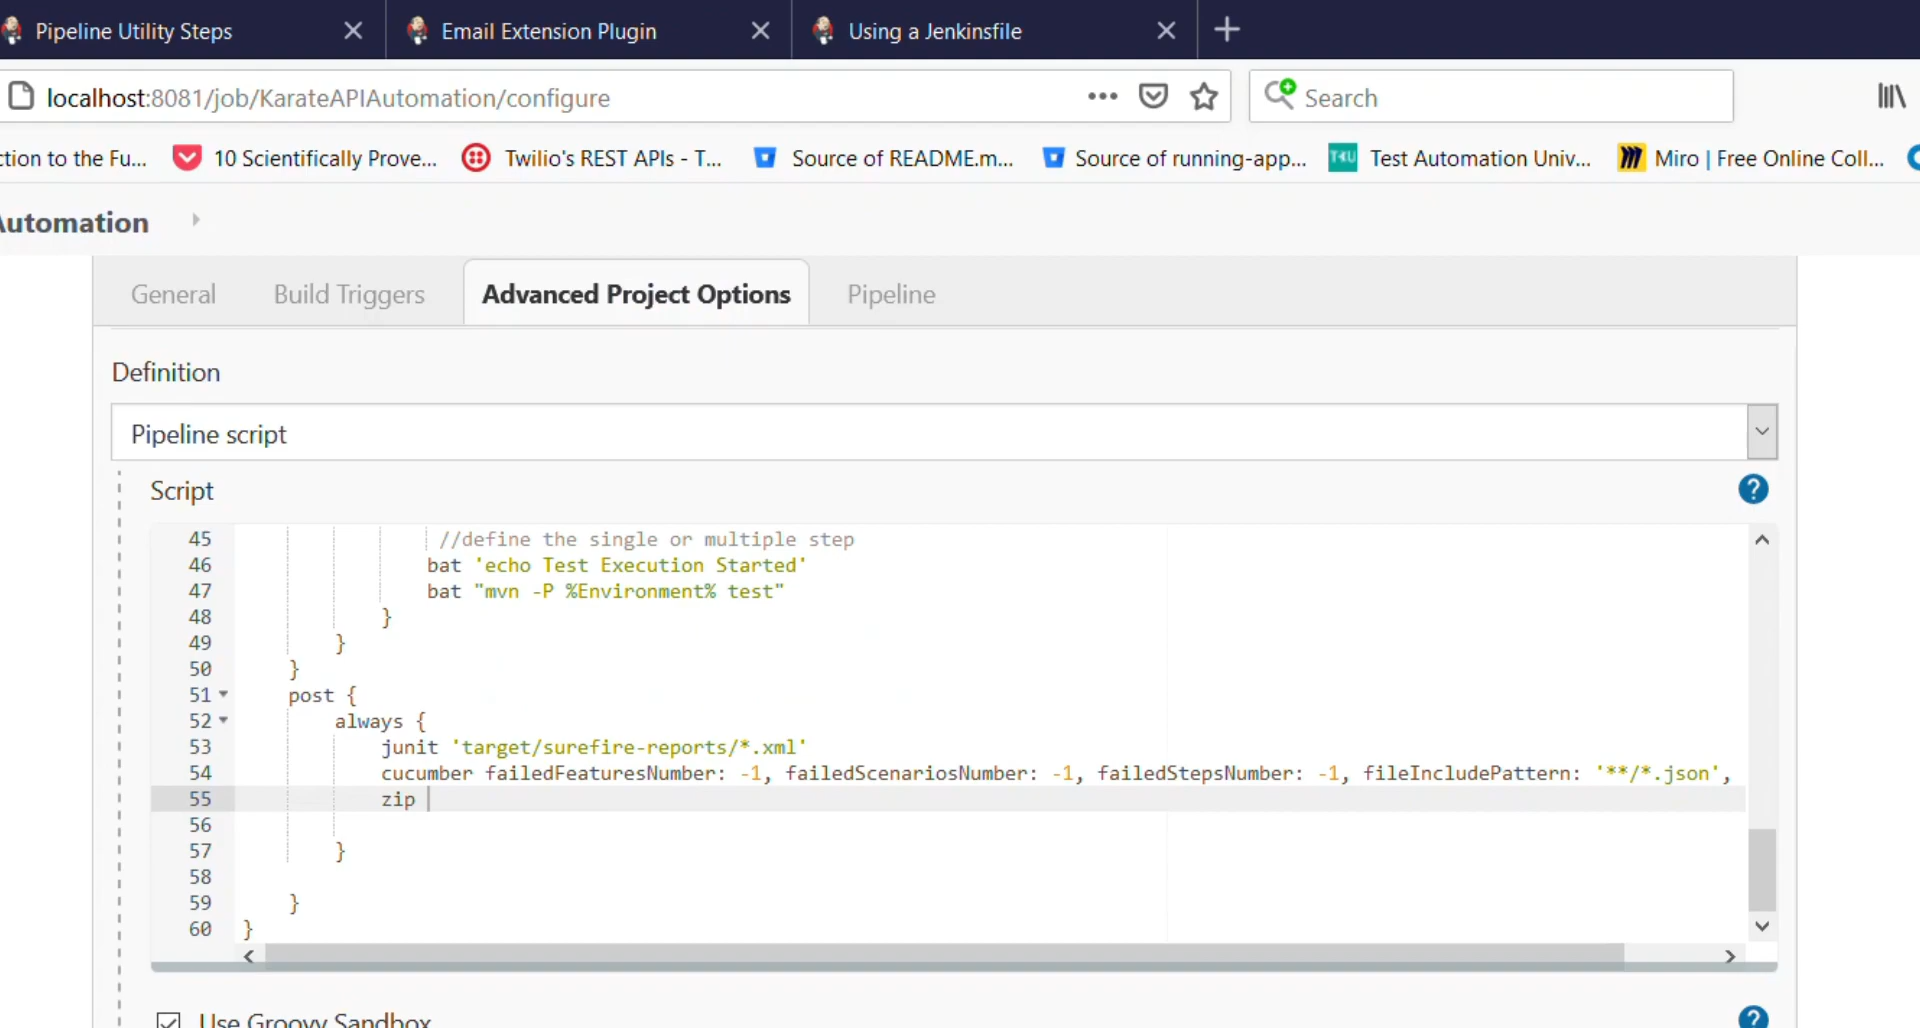 Pipeline Utility Steps
Email Extension Plugin
Using a Jenkinsfile
localhost:8081/job/KarateAPIAutomation/configure
Search
ction to the Fu...
10 Scientifically Prove...
Twilio's REST APIs - T...
Source of README.m...
Source of running-app...
T4U
Test Automation Univ...
Miro | Free Online Coll...
Automation
General
Build Triggers
Advanced Project Options
Pipeline
Definition
Pipeline script
Script
?
45 //define the single or multiple step
46 bat 'echo Test Execution Started'
47 bat "mvn -P %Environment% test"
48 }
49 }
50 }
51 post {
52 always {
53 junit 'target/surefire-reports/*.xml'
54 cucumber failedFeaturesNumber: -1, failedScenariosNumber: -1, failedStepsNumber: -1, fileIncludePattern: '**/*.json',
55 zip
56
57 }
58
59 }
60 }
Use Groovy Sandbox
?